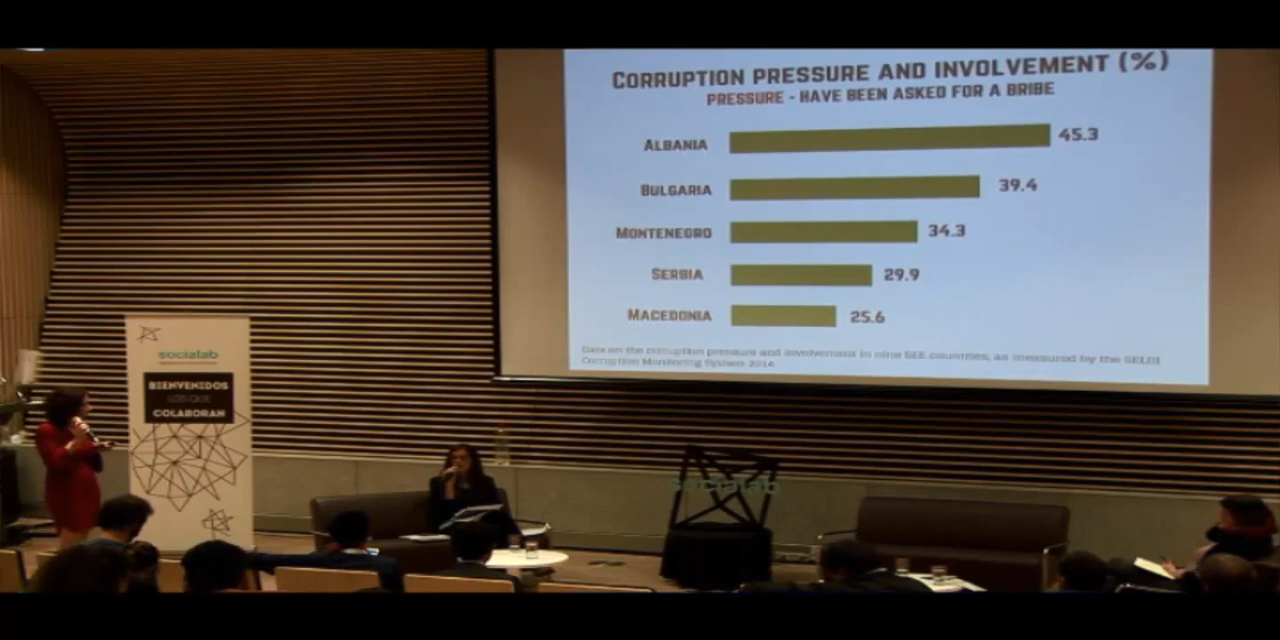 CORRUPTION PRESSURE AND INVOLVEMENT (%)
PRESSURE - HAVE BEEN ASKED FOR A BRIBE
ALBANIA 45.3
BULGARIA 39.4
MONTENEGRO 34.3
SERBIA 29.9
MACEDONIA 25.6
Data on the corruption pressure and involvement in nine SEE countries, as measured by the SELDI
Corruption Monitoring System 2014
socialab
BIENVENIDOS
LOS QUE
COLABORAN
socialab